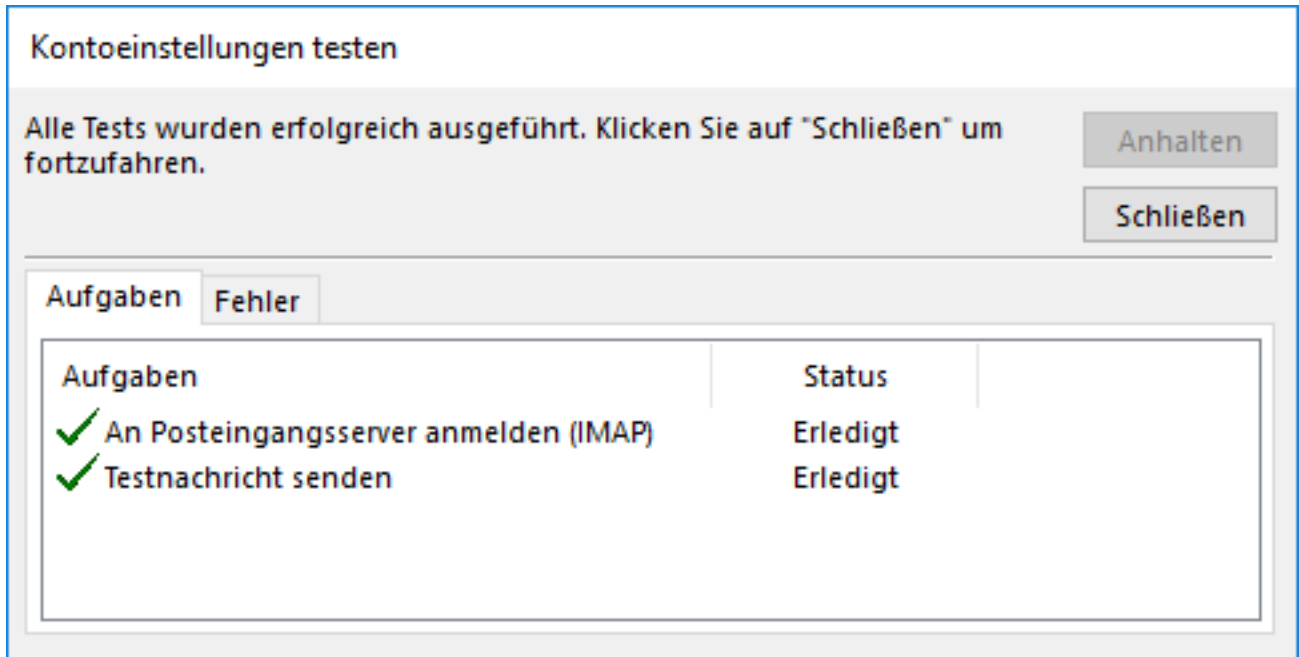 Kontoeinstellungen testen
Alle Tests wurden erfolgreich ausgeführt. Klicken Sie auf "Schließen" um
fortzufahren.
Anhalten
Schließen
Aufgaben Fehler
Aufgaben Status
An Posteingangsserver anmelden (IMAP) Erledigt
Testnachricht senden Erledigt